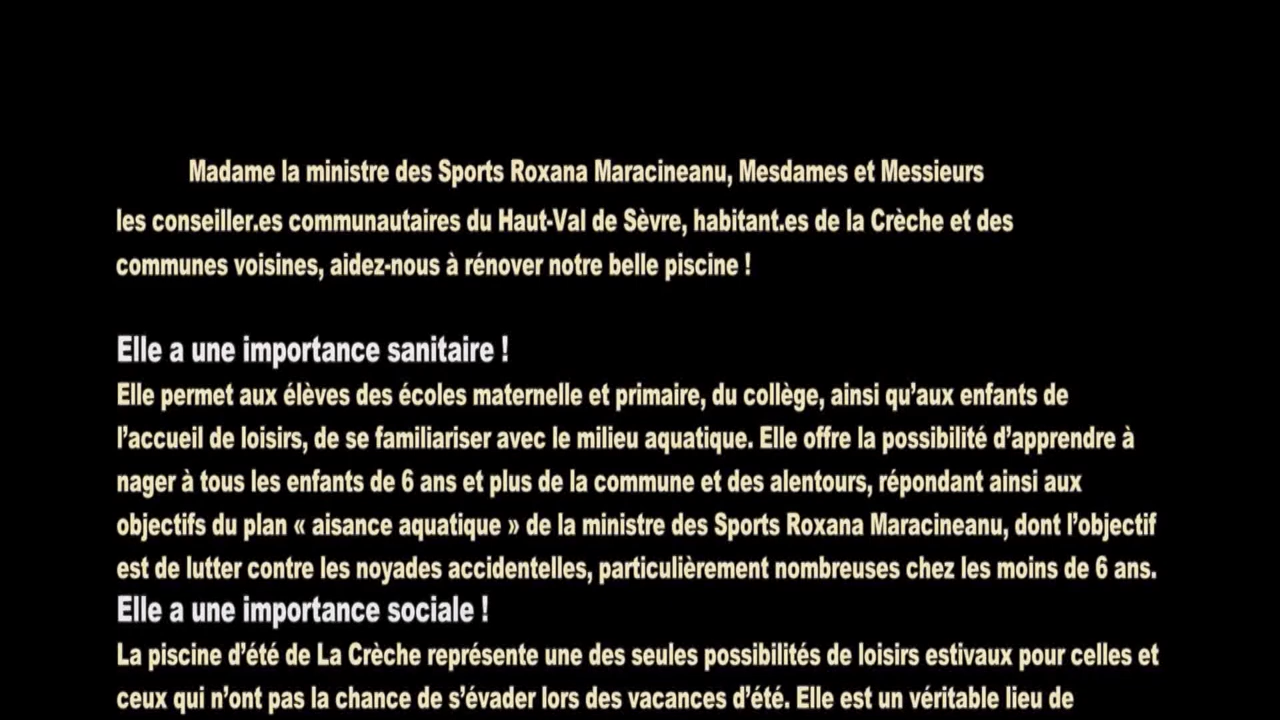 Madame la ministre des Sports Roxana Maracineanu, Mesdames et Messieurs
les conseiller.es communautaires du Haut-Val de Sèvre, habitant.es de la Crèche et des
communes voisines, aidez-nous à rénover notre belle piscine !
Elle a une importance sanitaire !
Elle permet aux élèves des écoles maternelle et primaire, du collège, ainsi qu’aux enfants de
l’accueil de loisirs, de se familiariser avec le milieu aquatique. Elle offre la possibilité d’apprendre à
nager à tous les enfants de 6 ans et plus de la commune et des alentours, répondant ainsi aux
objectifs du plan « aisance aquatique » de la ministre des Sports Roxana Maracineanu, dont l’objectif
est de lutter contre les noyades accidentelles, particulièrement nombreuses chez les moins de 6 ans.
Elle a une importance sociale !
La piscine d’été de La Crèche représente une des seules possibilités de loisirs estivaux pour celles et
ceux qui n’ont pas la chance de s’évader lors des vacances d’été. Elle est un véritable lieu de